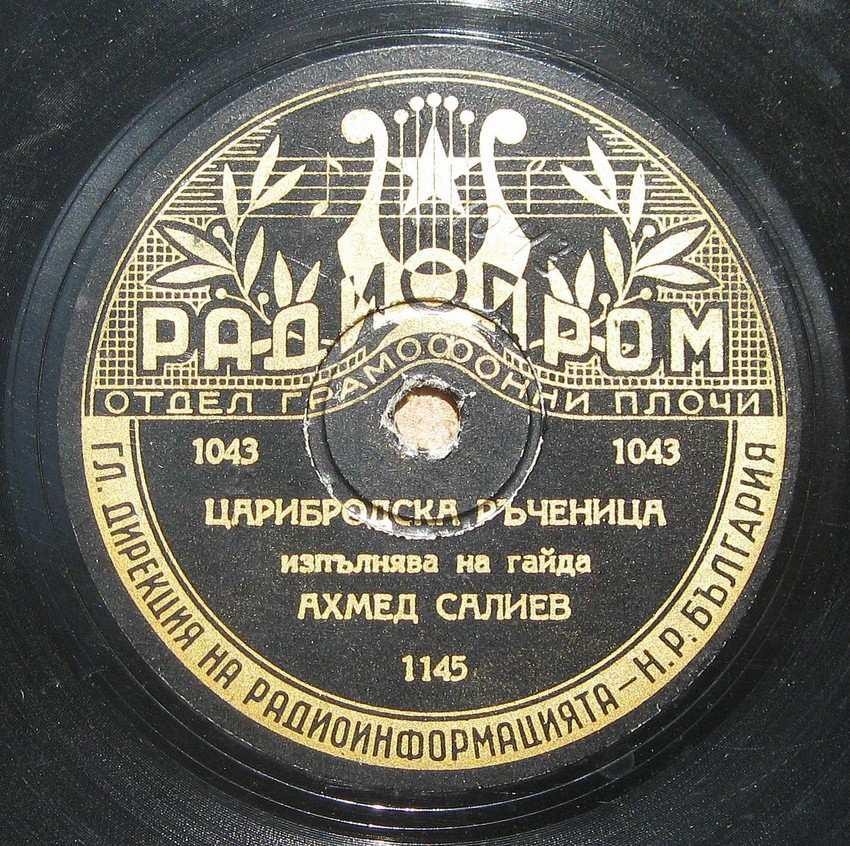 РАДИОПРОМ
ОТДЕЛ ГРАМОФОННИ ПЛОЧИ
1043 1043
ЦАРИБРОДСКА РЪЧЕНИЦА
изпълнява на гайда
АХМЕД САЛИЕВ
1145
ГЛ. ДИРЕКЦИЯ НА РАДИОИНФОРМАЦИЯТА – Н.Р. БЪЛГАРИЯ